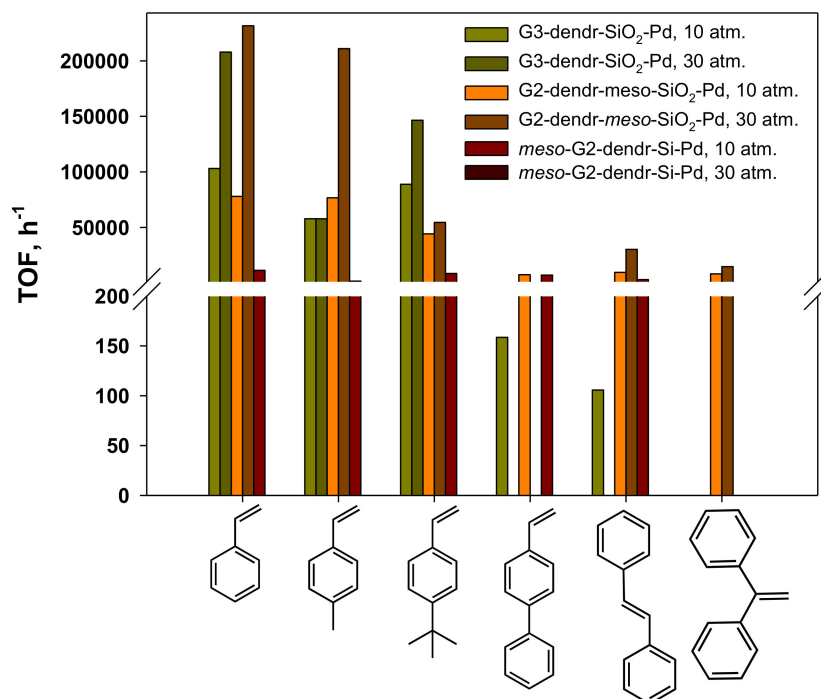 G3-dendr-SiO₂-Pd, 10 atm.
G3-dendr-SiO₂-Pd, 30 atm.
G2-dendr-meso-SiO₂-Pd, 10 atm.
G2-dendr-meso-SiO₂-Pd, 30 atm.
meso-G2-dendr-Si-Pd, 10 atm.
meso-G2-dendr-Si-Pd, 30 atm.
TOF, h⁻¹
200000
150000
100000
50000
200
150
100
50
0